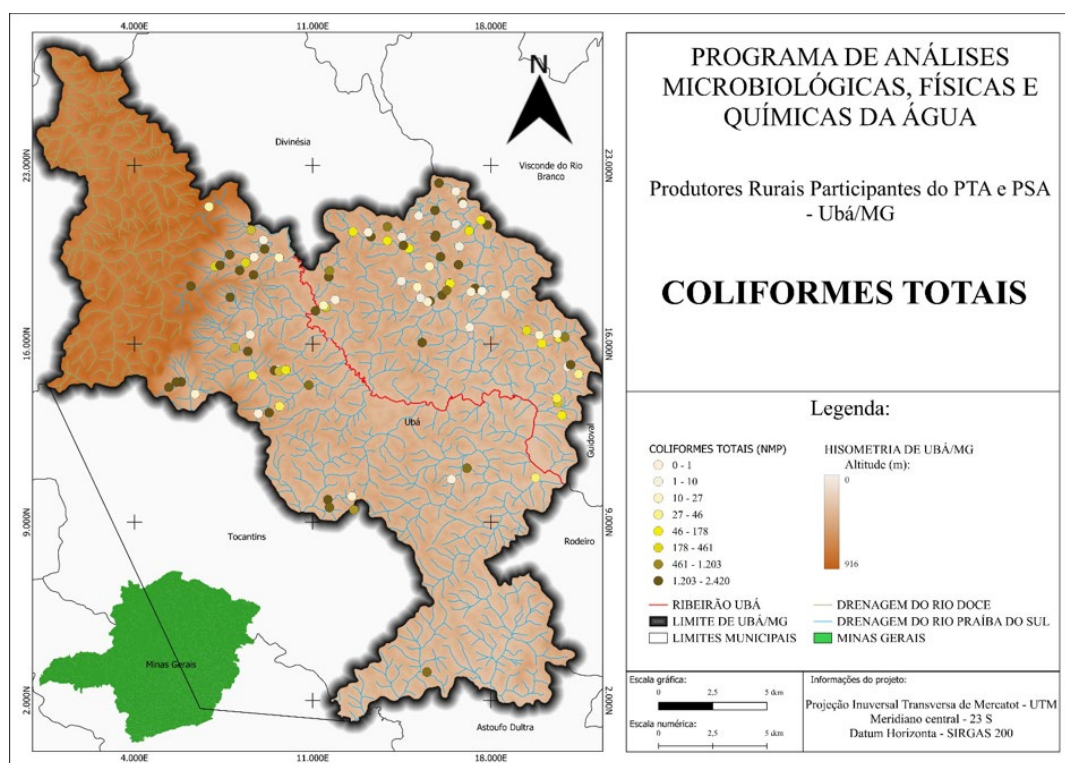 4.000E
11.000E
18.000E
N
Divinésia
Visconde do Rio
Branco
23.000N
23.000N
16.000N
16.000N
Ubá
Guidoval
9.000N
9.000N
Tocantins
Rodeiro
Minas Gerais
2.000N
2.000N
Astoufo Dultra
4.000E
11.000E
18.000E
PROGRAMA DE ANÁLISES
MICROBIOLÓGICAS, FÍSICAS E
QUÍMICAS DA ÁGUA
Produtores Rurais Participantes do PTA e PSA
- Ubá/MG
COLIFORMES TOTAIS
Legenda:
COLIFORMES TOTAIS (NMP)
0 - 1
1 - 10
10 - 27
27 - 46
46 - 178
178 - 461
461 - 1.203
1.203 - 2.420
HISOMETRIA DE UBÁ/MG
Altitude (m):
0
916
RIBEIRÃO UBÁ
LIMITE DE UBÁ/MG
LIMITES MUNICIPAIS
DRENAGEM DO RIO DOCE
DRENAGEM DO RIO PRAÍBA DO SUL
MINAS GERAIS
Escala gráfica:
0 2,5 5 km
Escala numérica:
0 2,5 5 km
Informações do projeto:
Projeção Inuversal Transversa de Mercatot - UTM
Meridiano central - 23 S
Datum Horizonta - SIRGAS 200